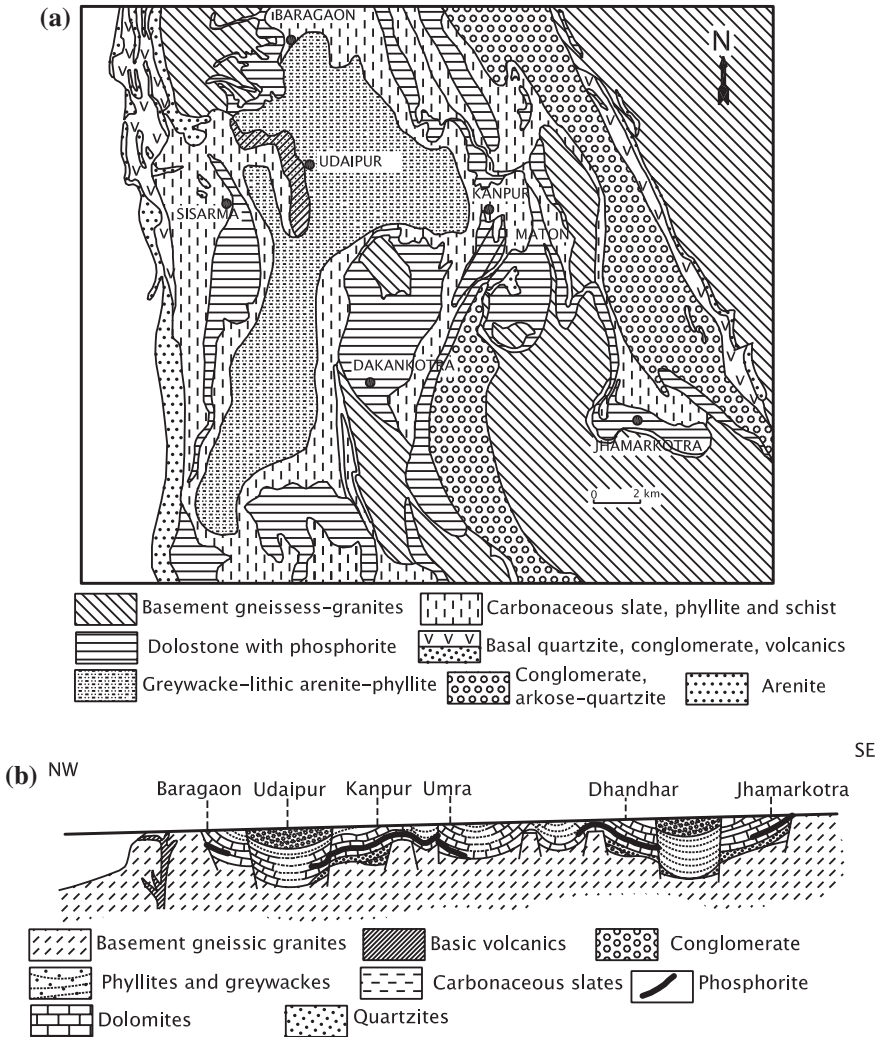 (a)
BARAGAON
N
UDAIPUR
KANPUR
SISARMA
MATON
DAKANKOTRA
JHAMARKOTRA
0 2 km
Basement gneissess-granites
Carbonaceous slate, phyllite and schist
Dolostone with phosphorite
Basal quartzite, conglomerate, volcanics
Greywacke-lithic arenite-phyllite
Conglomerate,
arkose-quartzite
Arenite
(b) NW
SE
Baragaon Udaipur Kanpur Umra Dhandhar Jhamarkotra
Basement gneissic granites
Basic volcanics
Conglomerate
Phyllites and greywackes
Carbonaceous slates
Phosphorite
Dolomites
Quartzites